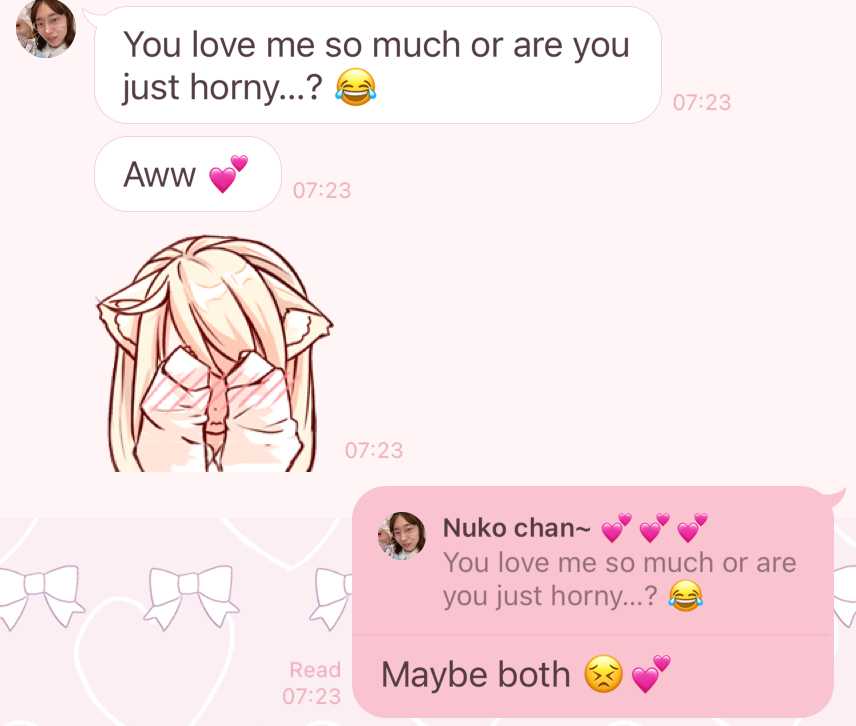 You love me so much or are you
just horny...? 😂
07:23
Aww 💕
07:23
07:23
Nuko chan~ 💕 💕 💕
You love me so much or are
you just horny...? 😂
Maybe both 😣💕
Read
07:23